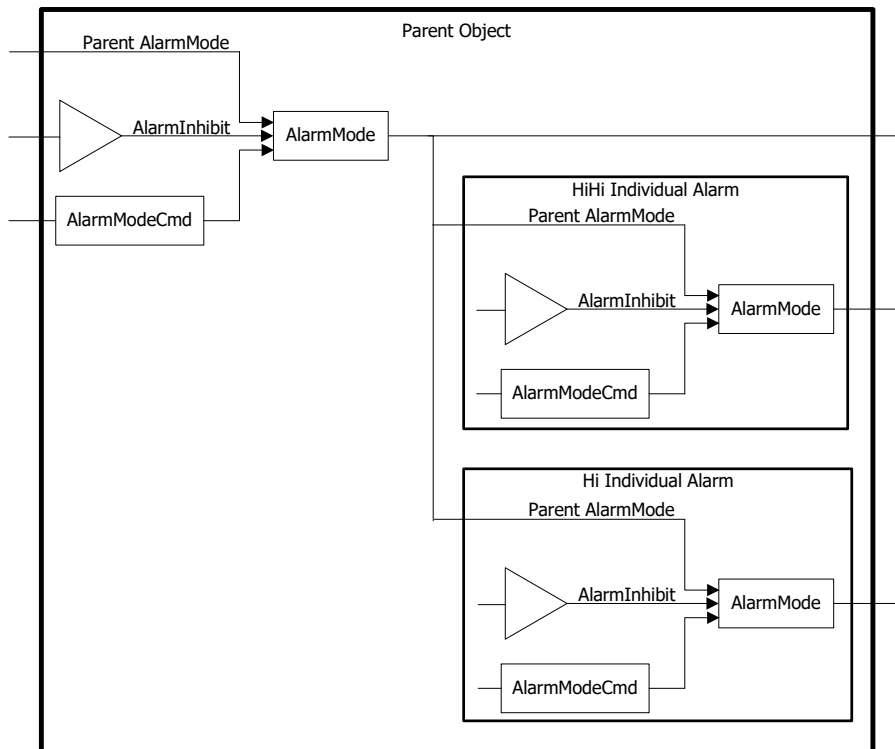 Parent Object
Parent AlarmMode
AlarmInhibit
AlarmMode
AlarmModeCmd
HiHi Individual Alarm
Parent AlarmMode
AlarmInhibit
AlarmMode
AlarmModeCmd
Hi Individual Alarm
Parent AlarmMode
AlarmInhibit
AlarmMode
AlarmModeCmd